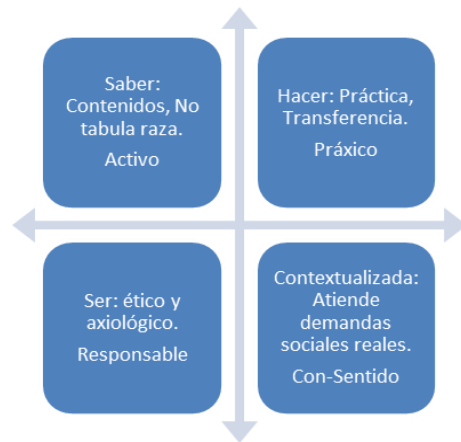 Saber:
Contenidos, No
tabula raza.
Activo
Hacer: Práctica,
Transferencia.
Práxico
Ser: ético y
axiológico.
Responsable
Contextualizada:
Atiende
demandas
sociales reales.
Con-Sentido